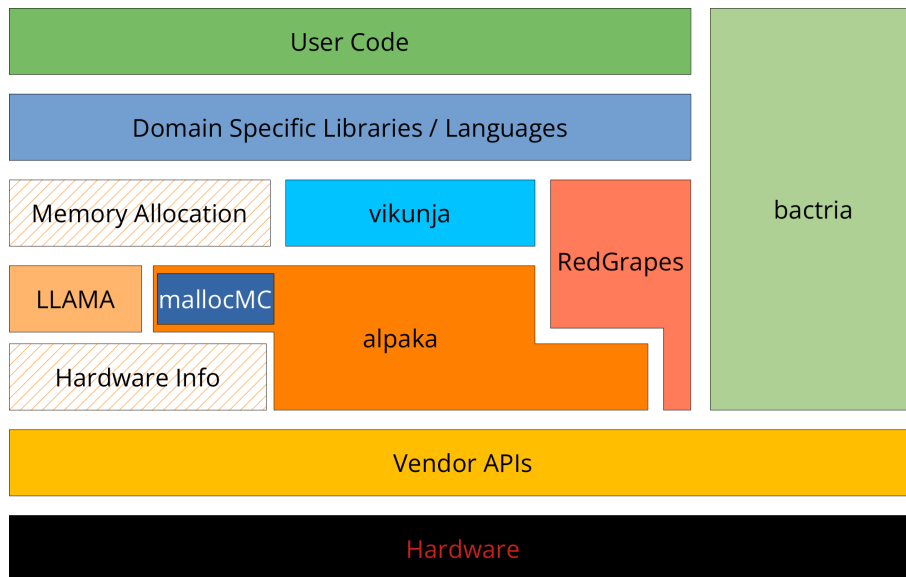 User Code
Domain Specific Libraries / Languages
bactria
Memory Allocation
vikunja
RedGrapes
LLAMA
mallocMC
alpaka
Hardware Info
Vendor APIs
Hardware